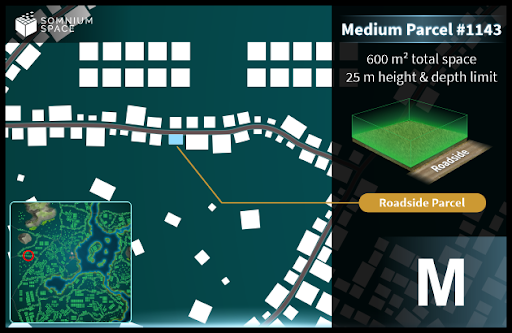 SOMNIUM
SPACE
Medium Parcel #1143
600 m² total space
25 m height & depth limit
Roadside
Roadside Parcel
M